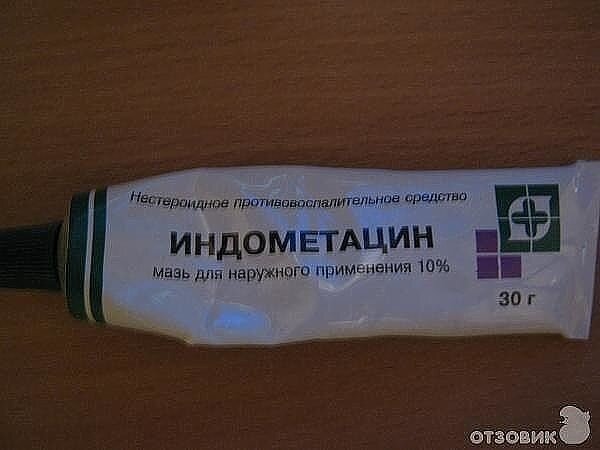 Нестероидное противовоспалительное средство
ИНДОМЕТАЦИН
мазь для наружного применения 10%
30 г
ОТЗОВИК